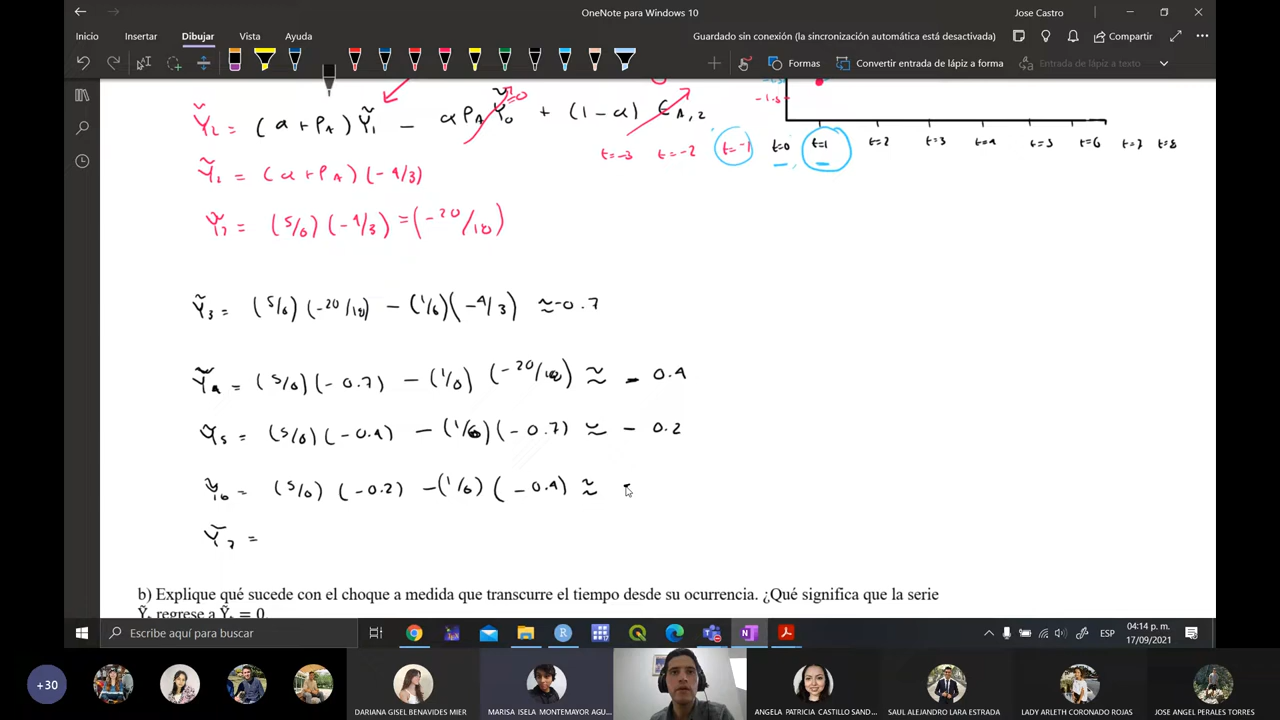 OneNote para Windows 10
Jose Castro
Inicio Insertar Dibujar Vista Ayuda
Guardado sin conexión (la sincronización automática está desactivada)
Compartir
Formas
Convertir entrada de lápiz a forma
Entrada de lápiz a texto
Ỹ₂ = (α + ρA) Ỹ₁ − αρA Ỹ₀ =0 + (1 − α) ϵA,2
-1.5
t=-3 t=-2 t=-1 t=0 t=1 t=2 t=3 t=4 t=5 t=6 t=7 t=8
Ỹ₂ = (α + ρA)(-4/3)
Ỹ₂ = (5/6)(-4/3) = (-20/18)
Ỹ₃ = (5/6)(-20/18) − (1/6)(-4/3) ≈ -0.7
Ỹ₄ = (5/6)(-0.7) − (1/6)(-20/18) ≈ - 0.4
Ỹ₅ = (5/6)(-0.4) − (1/6)(-0.7) ≈ - 0.2
Ỹ₆ = (5/6)(-0.2) − (1/6)(-0.4) ≈ -
Ỹ₇ =
b) Explique qué sucede con el choque a medida que transcurre el tiempo desde su ocurrencia. ¿Qué significa que la serie
regrese a
Escribe aquí para buscar
ESP
04:14 p. m.
17/09/2021
+30
DARIANA GISEL BENAVIDES MIER
MARISA ISELA MONTEMAYOR AGU...
ANGELA PATRICIA CASTILLO SAND...
SAUL ALEJANDRO LARA ESTRADA
LADY ARLETH CORONADO ROJAS
JOSE ANGEL PERALES TORRES